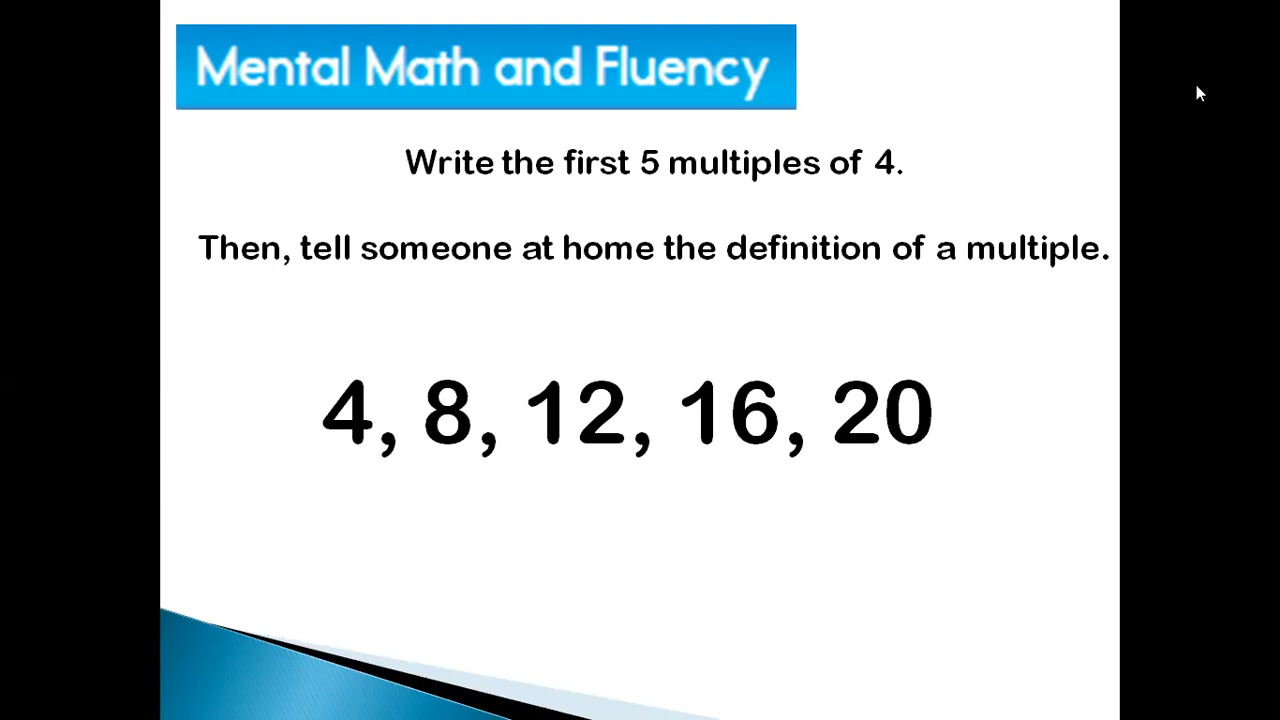 Mental Math and Fluency
Write the first 5 multiples of 4.
Then, tell someone at home the definition of a multiple.
4, 8, 12, 16, 20